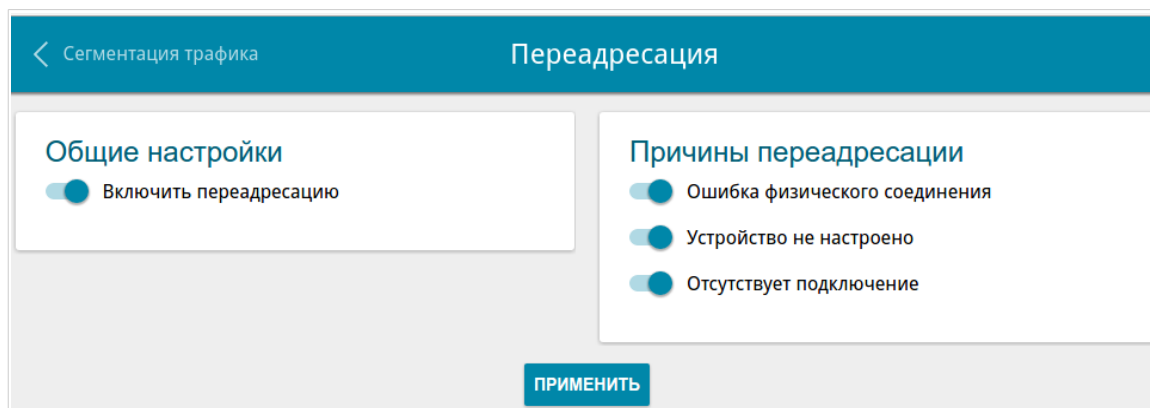 Сегментация трафика
Переадресация
Общие настройки
Включить переадресацию
Причины переадресации
Ошибка физического соединения
Устройство не настроено
Отсутствует подключение
ПРИМЕНИТЬ